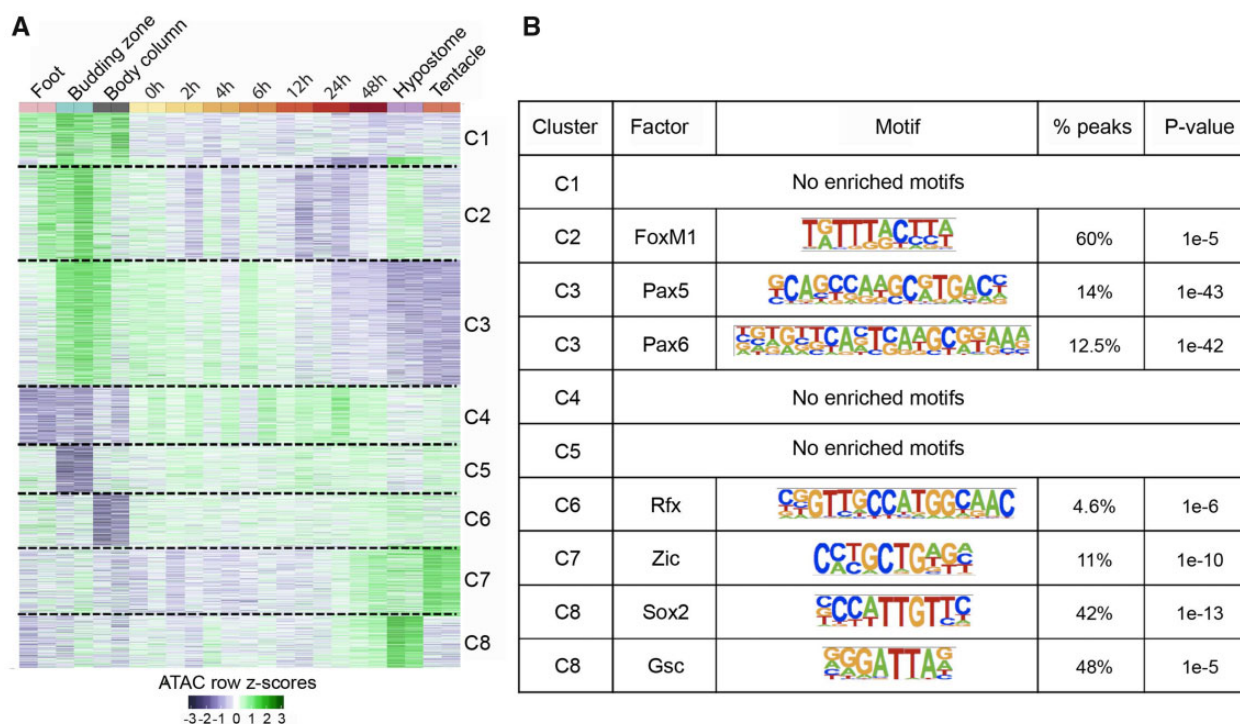 A
Foot
Budding zone
Body column
0h
2h
4h
6h
12h
24h
48h
Hypostome
Tentacle
C1
C2
C3
C4
C5
C6
C7
C8
ATAC row z-scores
-3 -2 -1 0 1 2 3
B
Cluster Factor Motif % peaks P-value
C1 No enriched motifs
C2 FoxM1 60% 1e-5
C3 Pax5 14% 1e-43
C3 Pax6 12.5% 1e-42
C4 No enriched motifs
C5 No enriched motifs
C6 Rfx 4.6% 1e-6
C7 Zic 11% 1e-10
C8 Sox2 42% 1e-13
C8 Gsc 48% 1e-5